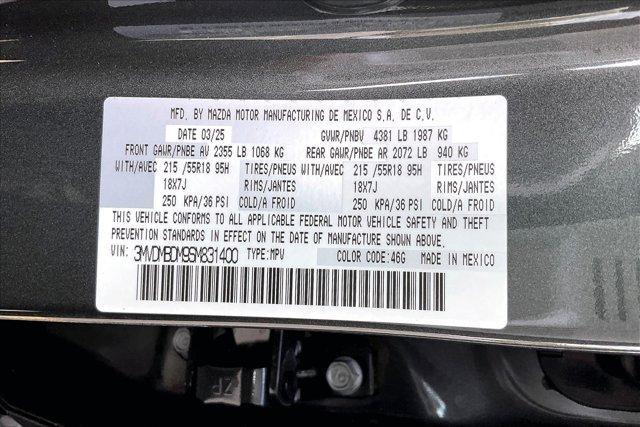 MFD. BY MAZDA MOTOR MANUFACTURING DE MEXICO S.A. DE C.V.
DATE 03/25 GVWR/PNBV 4381 LB 1987 KG
FRONT GAWR/PNBE AV 2355 LB 1068 KG REAR GAWR/PNBE AR 2072 LB 940 KG
WITH/AVEC 215 /55R18 95H TIRES/PNEUS WITH/AVEC 215 /55R18 95H TIRES/PNEUS
18X7J RIMS/JANTES 18X7J RIMS/JANTES
250 KPA/36 PSI COLD/A FROID 250 KPA/36 PSI COLD/A FROID
THIS VEHICLE CONFORMS TO ALL APPLICABLE FEDERAL MOTOR VEHICLE SAFETY AND THEFT
PREVENTION STANDARDS IN EFFECT ON THE DATE OF MANUFACTURE SHOWN ABOVE.
VIN: 3MVDMBDM9SM831400 TYPE:MPV COLOR CODE:46G MADE IN MEXICO
ZP